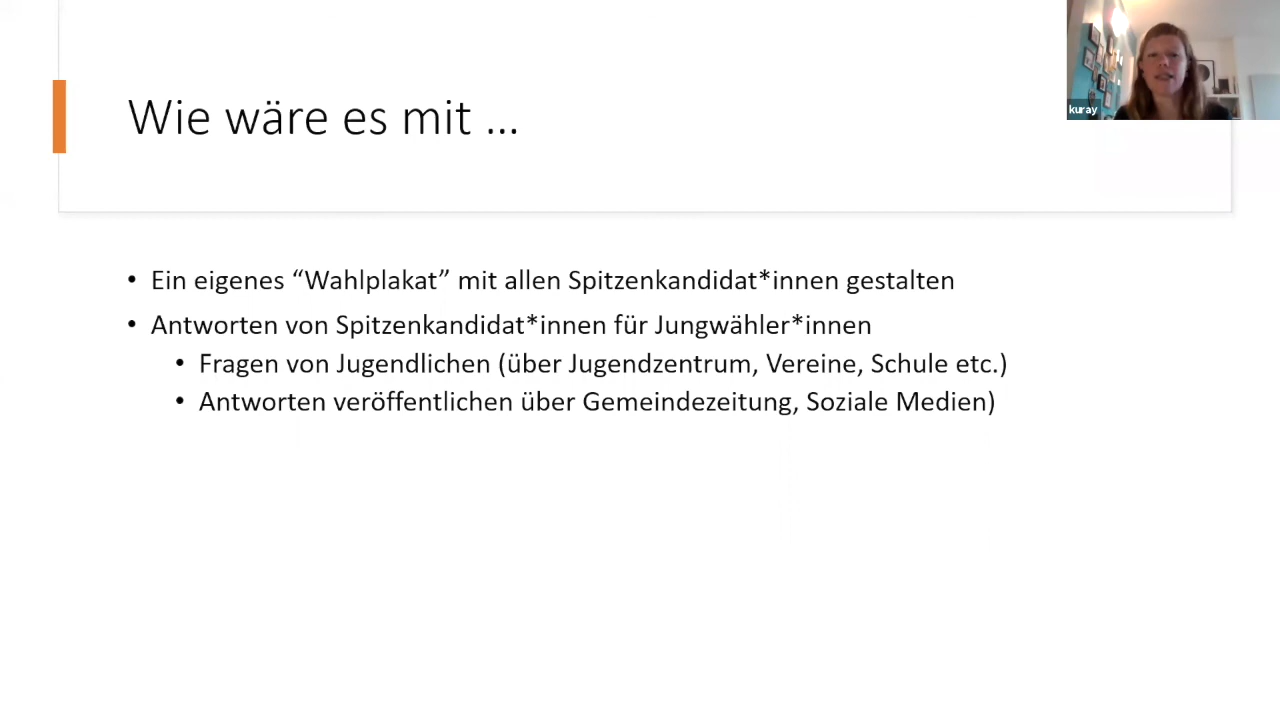 Wie wäre es mit ...
kuray
• Ein eigenes “Wahlplakat” mit allen Spitzenkandidat*innen gestalten
• Antworten von Spitzenkandidat*innen für Jungwähler*innen
• Fragen von Jugendlichen (über Jugendzentrum, Vereine, Schule etc.)
• Antworten veröffentlichen über Gemeindezeitung, Soziale Medien)